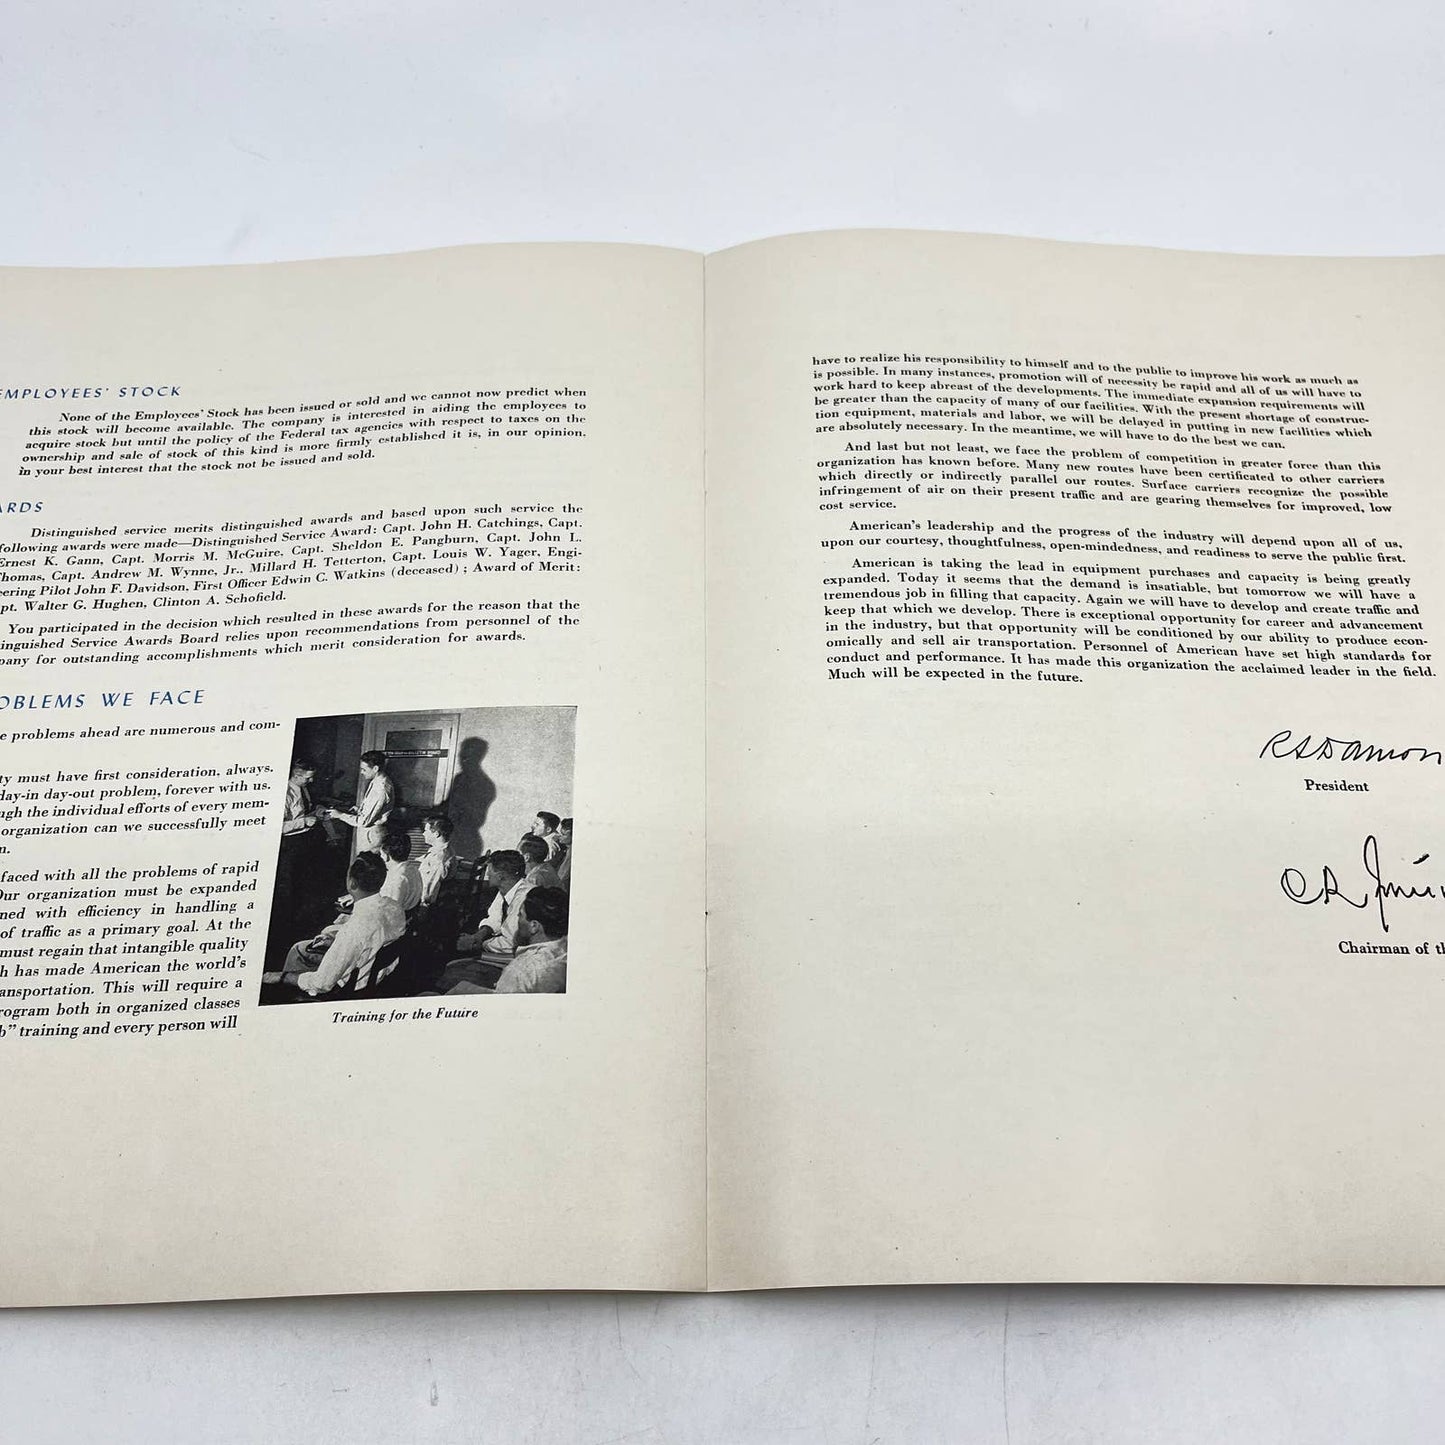 EMPLOYEES' STOCK
None of the Employees' Stock has been issued or sold and we cannot now predict when
this stock will become available. The company is interested in aiding the employees to
acquire stock but until the policy of the Federal tax agencies with respect to taxes on the
ownership and sale of stock of this kind is more firmly established it is, in our opinion,
in your best interest that the stock not be issued and sold.
ARDS
Distinguished service merits distinguished awards and based upon such service the
following awards were made—Distinguished Service Award: Capt. John H. Catchings, Capt.
Ernest K. Gann, Capt. Morris M. McGuire, Capt. Sheldon E. Pangburn, Capt. John L.
Thomas, Capt. Andrew M. Wynne, Jr., Millard H. Tetterton, Capt. Louis W. Yager, Engi-
eering Pilot John F. Davidson, First Officer Edwin C. Watkins (deceased); Award of Merit:
pt. Walter G. Hughen, Clinton A. Schofield.
You participated in the decision which resulted in these awards for the reason that the
inguished Service Awards Board relies upon recommendations from personnel of the
pany for outstanding accomplishments which merit consideration for awards.
OBLEMS WE FACE
e problems ahead are numerous and com-
ty must have first consideration, always.
day-in day-out problem, forever with us.
ugh the individual efforts of every mem-
organization can we successfully meet
n.
faced with all the problems of rapid
Our organization must be expanded
ned with efficiency in handling a
of traffic as a primary goal. At the
must regain that intangible quality
h has made American the world's
ansportation. This will require a
rogram both in organized classes
b" training and every person will
Training for the Future
have to realize his responsibility to himself and to the public to improve his work as much as
is possible. In many instances, promotion will of necessity be rapid and all of us will have to
work hard to keep abreast of the developments. The immediate expansion requirements will
be greater than the capacity of many of our facilities. With the present shortage of construc-
tion equipment, materials and labor, we will be delayed in putting in new facilities which
are absolutely necessary. In the meantime, we will have to do the best we can.
And last but not least, we face the problem of competition in greater force than this
organization has known before. Many new routes have been certificated to other carriers
which directly or indirectly parallel our routes. Surface carriers recognize the possible
infringement of air on their present traffic and are gearing themselves for improved, low
cost service.
American's leadership and the progress of the industry will depend upon all of us,
upon our courtesy, thoughtfulness, open-mindedness, and readiness to serve the public first.
American is taking the lead in equipment purchases and capacity is being greatly
expanded. Today it seems that the demand is insatiable, but tomorrow we will have a
tremendous job in filling that capacity. Again we will have to develop and create traffic and
keep that which we develop. There is exceptional opportunity for career and advancement
in the industry, but that opportunity will be conditioned by our ability to produce econ-
omically and sell air transportation. Personnel of American have set high standards for
conduct and performance. It has made this organization the acclaimed leader in the field.
Much will be expected in the future.
R S Damon
President
C R
Chairman of th